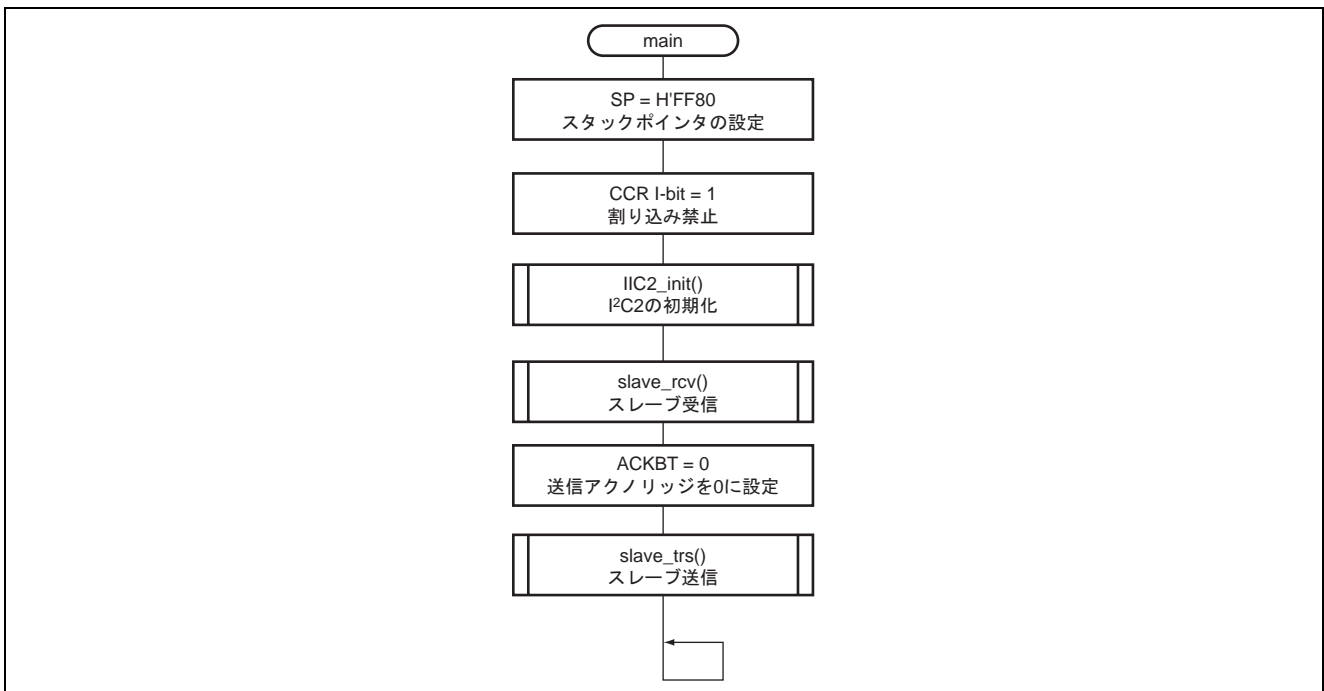 main
SP = H'FF80
スタックポインタの設定
CCR I-bit = 1
割り込み禁止
IIC2_init()
I²C2の初期化
slave_rcv()
スレーブ受信
ACKBT = 0
送信アクノリッジを0に設定
slave_trs()
スレーブ送信